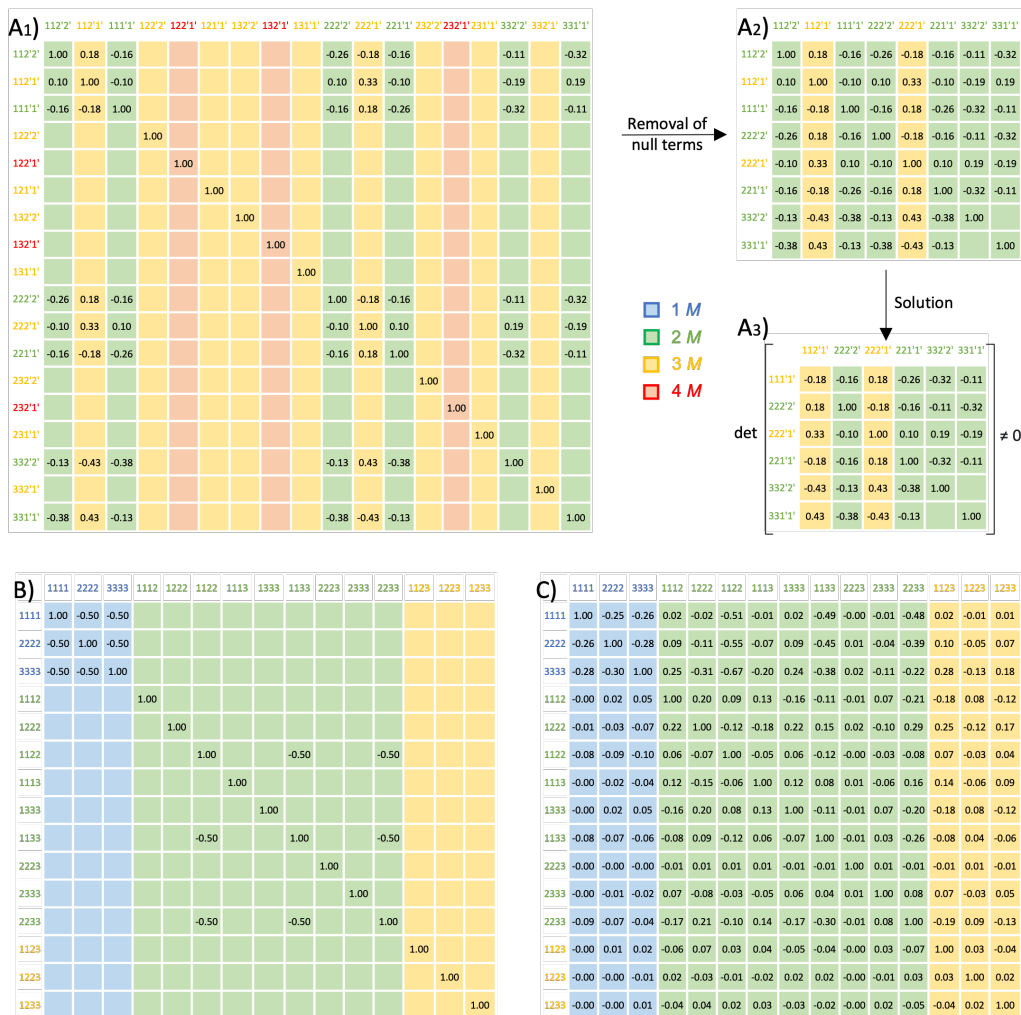 A1) 112'2' 112'1' 111'1' 122'2' 122'1' 121'1' 132'2' 132'1' 131'1' 222'2' 222'1' 221'1' 232'2' 232'1' 231'1' 332'2' 332'1' 331'1'
112'2' 1.00 0.18 -0.16 -0.26 -0.18 -0.16 -0.11 -0.32
112'1' 0.10 1.00 -0.10 0.10 0.33 -0.10 -0.19 0.19
111'1' -0.16 -0.18 1.00 -0.16 0.18 -0.26 -0.32 -0.11
122'2' 1.00
122'1' 1.00
121'1' 1.00
132'2' 1.00
132'1' 1.00
131'1' 1.00
222'2' -0.26 0.18 -0.16 1.00 -0.18 -0.16 -0.11 -0.32
222'1' -0.10 0.33 0.10 -0.10 1.00 0.10 0.19 -0.19
221'1' -0.16 -0.18 -0.26 -0.16 0.18 1.00 -0.32 -0.11
232'2' 1.00
232'1' 1.00
231'1' 1.00
332'2' -0.13 -0.43 -0.38 -0.13 0.43 -0.38 1.00
332'1' 1.00
331'1' -0.38 0.43 -0.13 -0.38 -0.43 -0.13 1.00
Removal of
null terms
A2) 112'2' 112'1' 111'1' 222'2' 222'1' 221'1' 332'2' 331'1'
112'2' 1.00 0.18 -0.16 -0.26 -0.18 -0.16 -0.11 -0.32
112'1' 0.10 1.00 -0.10 0.10 0.33 -0.10 -0.19 0.19
111'1' -0.16 -0.18 1.00 -0.16 0.18 -0.26 -0.32 -0.11
222'2' -0.26 0.18 -0.16 1.00 -0.18 -0.16 -0.11 -0.32
222'1' -0.10 0.33 0.10 -0.10 1.00 0.10 0.19 -0.19
221'1' -0.16 -0.18 -0.26 -0.16 0.18 1.00 -0.32 -0.11
332'2' -0.13 -0.43 -0.38 -0.13 0.43 -0.38 1.00
331'1' -0.38 0.43 -0.13 -0.38 -0.43 -0.13 1.00
Solution
1 M
2 M
3 M
4 M
A3)
112'1' 222'2' 222'1' 221'1' 332'2' 331'1'
111'1' -0.18 -0.16 0.18 -0.26 -0.32 -0.11
222'2' 0.18 1.00 -0.18 -0.16 -0.11 -0.32
det 222'1' 0.33 -0.10 1.00 0.10 0.19 -0.19 ≠ 0
221'1' -0.18 -0.16 0.18 1.00 -0.32 -0.11
332'2' -0.43 -0.13 0.43 -0.38 1.00
331'1' 0.43 -0.38 -0.43 -0.13 1.00
B) 1111 2222 3333 1112 1222 1122 1113 1333 1133 2223 2333 2233 1123 1223 1233
1111 1.00 -0.50 -0.50
2222 -0.50 1.00 -0.50
3333 -0.50 -0.50 1.00
1112 1.00
1222 1.00
1122 1.00 -0.50 -0.50
1113 1.00
1333 1.00
1133 -0.50 1.00 -0.50
2223 1.00
2333 1.00
2233 -0.50 -0.50 1.00
1123 1.00
1223 1.00
1233 1.00
C) 1111 2222 3333 1112 1222 1122 1113 1333 1133 2223 2333 2233 1123 1223 1233
1111 1.00 -0.25 -0.26 0.02 -0.02 -0.51 -0.01 0.02 -0.49 -0.00 -0.01 -0.48 0.02 -0.01 0.01
2222 -0.26 1.00 -0.28 0.09 -0.11 -0.55 -0.07 0.09 -0.45 0.01 -0.04 -0.39 0.10 -0.05 0.07
3333 -0.28 -0.30 1.00 0.25 -0.31 -0.67 -0.20 0.24 -0.38 0.02 -0.11 -0.22 0.28 -0.13 0.18
1112 -0.00 0.02 0.05 1.00 0.20 0.09 0.13 -0.16 -0.11 -0.01 0.07 -0.21 -0.18 0.08 -0.12
1222 -0.01 -0.03 -0.07 0.22 1.00 -0.12 -0.18 0.22 0.15 0.02 -0.10 0.29 0.25 -0.12 0.17
1122 -0.08 -0.09 -0.10 0.06 -0.07 1.00 -0.05 0.06 -0.12 -0.00 -0.03 -0.08 0.07 -0.03 0.04
1113 -0.00 -0.02 -0.04 0.12 -0.15 -0.06 1.00 0.12 0.08 0.01 -0.06 0.16 0.14 -0.06 0.09
1333 -0.00 0.02 0.05 -0.16 0.20 0.08 0.13 1.00 -0.11 -0.01 0.07 -0.20 -0.18 0.08 -0.12
1133 -0.08 -0.07 -0.06 -0.08 0.09 -0.12 0.06 -0.07 1.00 -0.01 0.03 -0.26 -0.08 0.04 -0.06
2223 -0.00 -0.00 -0.00 -0.01 0.01 0.01 0.01 -0.01 -0.01 1.00 0.01 -0.01 -0.01 0.01 -0.01
2333 -0.00 -0.01 -0.02 0.07 -0.08 -0.03 -0.05 0.06 0.04 0.01 1.00 0.08 0.07 -0.03 0.05
2233 -0.09 -0.07 -0.04 -0.17 0.21 -0.10 0.14 -0.17 -0.30 -0.01 0.08 1.00 -0.19 0.09 -0.13
1123 -0.00 0.01 0.02 -0.06 0.07 0.03 0.04 -0.05 -0.04 -0.00 0.03 -0.07 1.00 0.03 -0.04
1223 -0.00 -0.00 -0.01 0.02 -0.03 -0.01 -0.02 0.02 0.02 -0.00 -0.01 0.03 0.03 1.00 0.02
1233 -0.00 -0.00 0.01 -0.04 0.04 0.02 0.03 -0.03 -0.02 -0.00 0.02 -0.05 -0.04 0.02 1.00